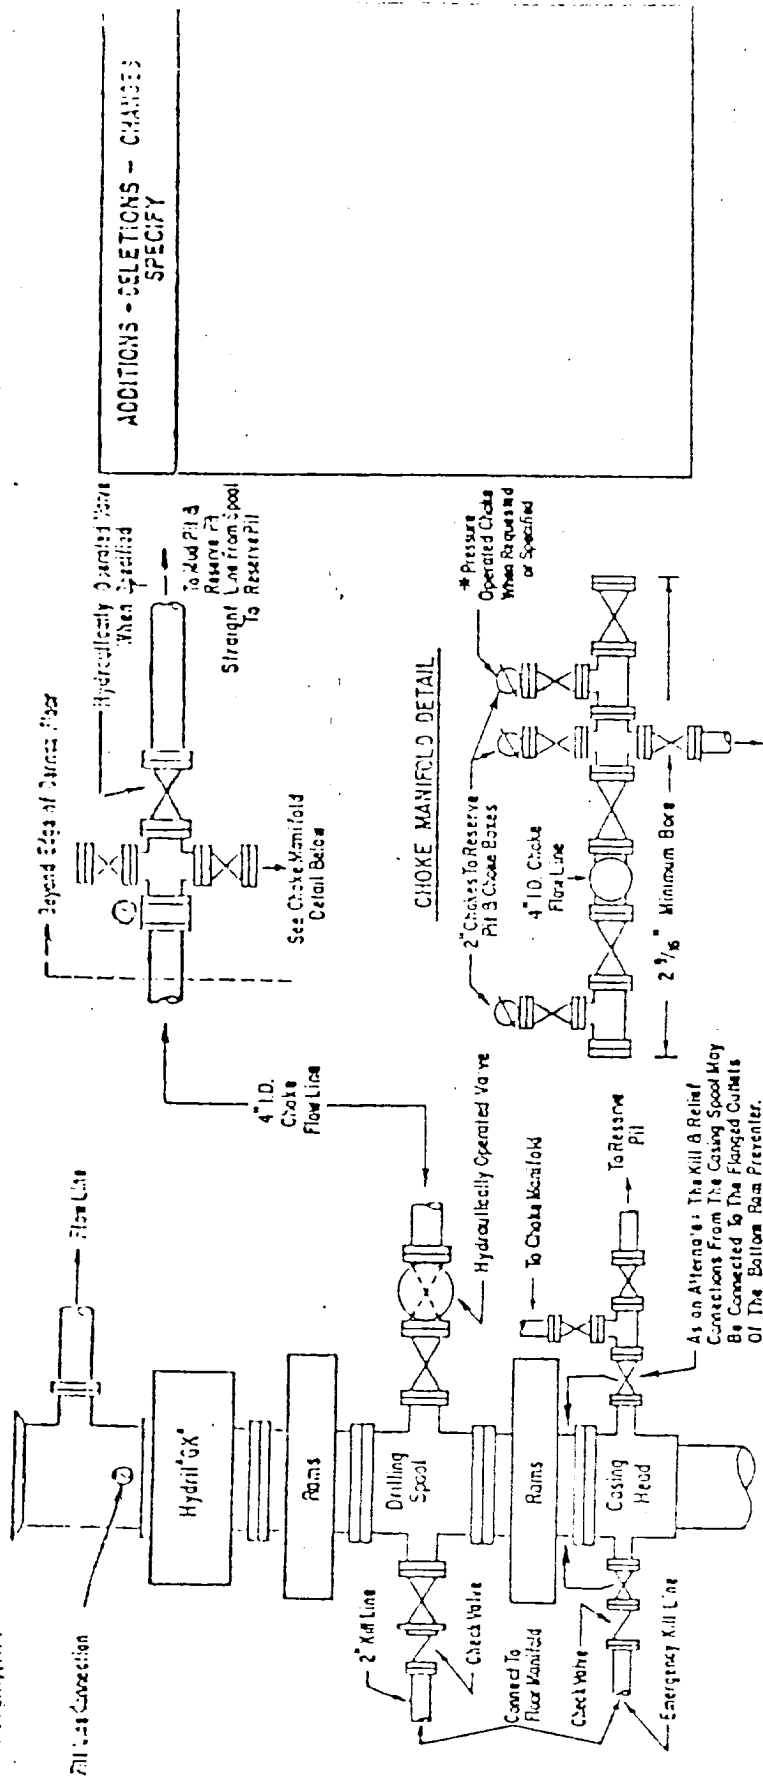 ADDITIONS - DELETIONS - CHANGES
SPECIFY
Beyond Edge of Derrick Floor
Hydraulically Operated Valve
When Specified
To Mud Pit &
Reserve Pit
Straight Line From Spool
To Reserve Pit
See Choke Manifold
Detail Below
4" I.D.
Choke
Flow Line
CHOKE MANIFOLD DETAIL
* Pressure
Operated Choke
When Requested
or Specified
2" Chokes To Reserve
Pit & Choke Boxes
4" I.D. Choke
Flow Line
2 9/16" Minimum Bore
Fill Up Connection
Flow Line
Hydril "GX"
Rams
Drilling
Spool
Hydraulically Operated Valve
2" Kill Line
Check Valve
Connect To
Floor Manifold
Rams
To Choke Manifold
To Reserve
Pit
Casing
Head
Check Valve
Emergency Kill Line
As an Alternate: The Kill & Relief
Connections From The Casing Spool May
Be Connected To The Flanged Outlets
Of The Bottom Ram Preventer.